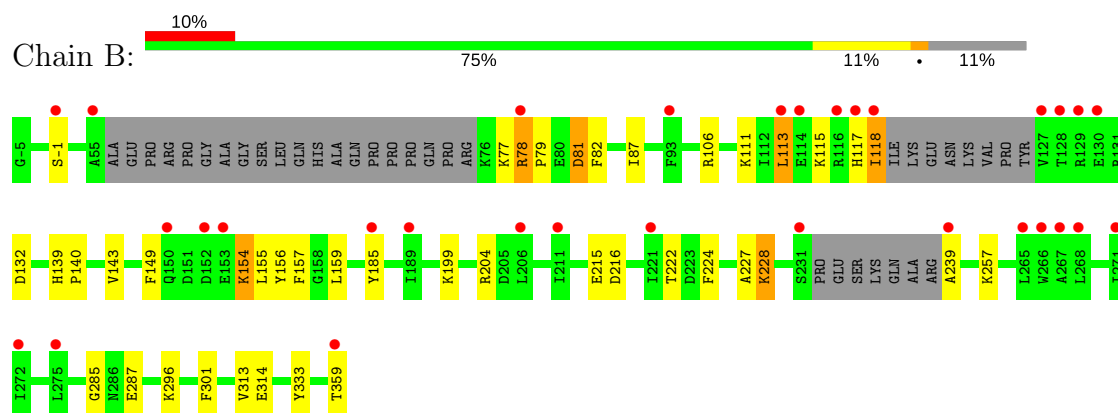 10%
Chain B:
75% 11% • 11%
G-5 S-1 A55 ALA GLU PRO ARG PRO GLY ALA GLY SER LEU GLN HIS ALA GLN PRO PRO PRO GLN PRO ARG K76 K77 R78 P79 E80 D81 F82 I87 F93 R106 K111 I112 L113 E114 K115 R116 H117 I118 ILE LYS GLU ASN LYS VAL PRO TYR V127 T128 R129 E130
D132 H139 P140 V143 F149 Q150 D151 D152 E153 K154 L155 Y156 F157 G158 L159 Y185 I189 K199 R204 D205 L206 I211 E215 D216 I221 T222 D223 F224 A227 K228 S231 PRO GLU SER LYS GLN ALA ARG A239 K257 L265 W266 A267 L268
I272 L275 G285 N286 E287 K296 F301 V313 E314 Y333 T359